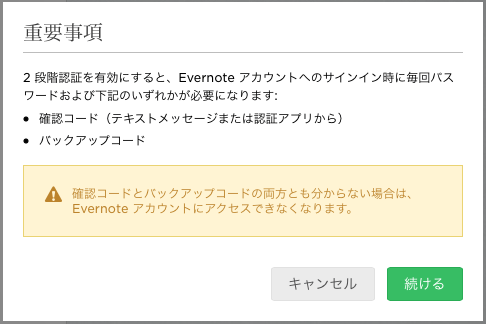 重要事項
2 段階認証を有効にすると、Evernote アカウントへのサインイン時に毎回パス
ワードおよび下記のいずれかが必要になります:
● 確認コード（テキストメッセージまたは認証アプリから）
● バックアップコード
確認コードとバックアップコードの両方とも分からない場合は、
Evernote アカウントにアクセスできなくなります。
キャンセル
続ける